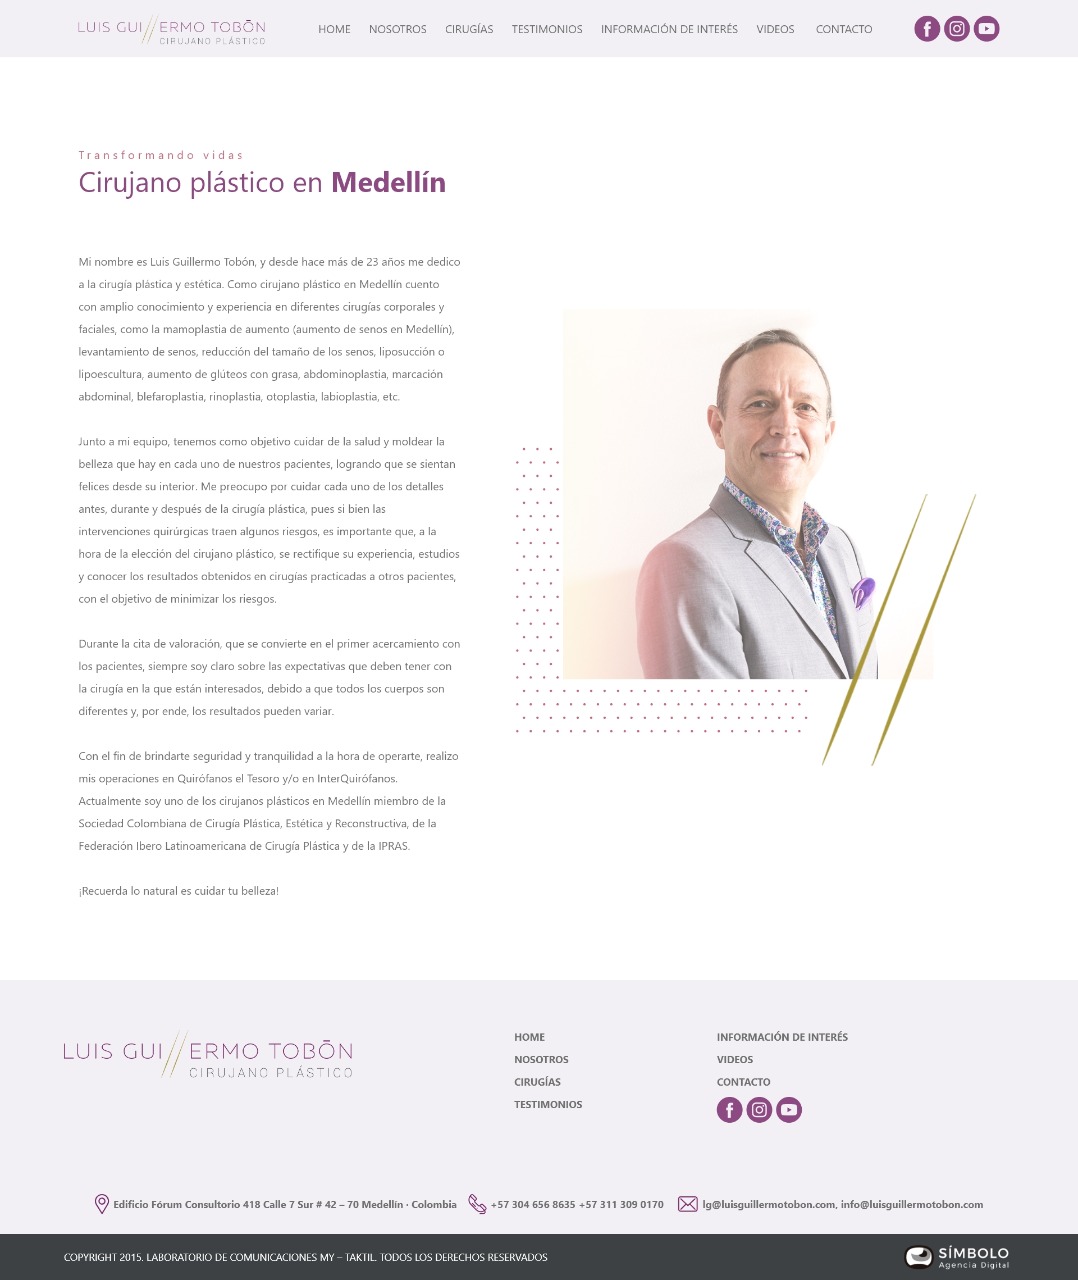 LUIS GUILLERMO TOBÓN
CIRUJANO PLÁSTICO
HOME NOSOTROS CIRUGÍAS TESTIMONIOS INFORMACIÓN DE INTERÉS VIDEOS CONTACTO
Transformando vidas
Cirujano plástico en Medellín
Mi nombre es Luis Guillermo Tobón, y desde hace más de 23 años me dedico
a la cirugía plástica y estética. Como cirujano plástico en Medellín cuento
con amplio conocimiento y experiencia en diferentes cirugías corporales y
faciales, como la mamoplastia de aumento (aumento de senos en Medellín),
levantamiento de senos, reducción del tamaño de los senos, liposucción o
lipoescultura, aumento de glúteos con grasa, abdominoplastia, marcación
abdominal, blefaroplastia, rinoplastia, otoplastia, labioplastia, etc.
Junto a mi equipo, tenemos como objetivo cuidar de la salud y moldear la
belleza que hay en cada uno de nuestros pacientes, logrando que se sientan
felices desde su interior. Me preocupo por cuidar cada uno de los detalles
antes, durante y después de la cirugía plástica, pues si bien las
intervenciones quirúrgicas traen algunos riesgos, es importante que, a la
hora de la elección del cirujano plástico, se rectifique su experiencia, estudios
y conocer los resultados obtenidos en cirugías practicadas a otros pacientes,
con el objetivo de minimizar los riesgos.
Durante la cita de valoración, que se convierte en el primer acercamiento con
los pacientes, siempre soy claro sobre las expectativas que deben tener con
la cirugía en la que están interesados, debido a que todos los cuerpos son
diferentes y, por ende, los resultados pueden variar.
Con el fin de brindarte seguridad y tranquilidad a la hora de operarte, realizo
mis operaciones en Quirófanos el Tesoro y/o en InterQuirófanos.
Actualmente soy uno de los cirujanos plásticos en Medellín miembro de la
Sociedad Colombiana de Cirugía Plástica, Estética y Reconstructiva, de la
Federación Ibero Latinoamericana de Cirugía Plástica y de la IPRAS.
¡Recuerda lo natural es cuidar tu belleza!
LUIS GUILLERMO TOBÓN
CIRUJANO PLÁSTICO
HOME
NOSOTROS
CIRUGÍAS
TESTIMONIOS
INFORMACIÓN DE INTERÉS
VIDEOS
CONTACTO
Edificio Fórum Consultorio 418 Calle 7 Sur # 42 – 70 Medellín · Colombia +57 304 656 8635 +57 311 309 0170 lg@luisguillermotobon.com, info@luisguillermotobon.com
COPYRIGHT 2015. LABORATORIO DE COMUNICACIONES MY – TAKTIL. TODOS LOS DERECHOS RESERVADOS
SÍMBOLO
Agencia Digital